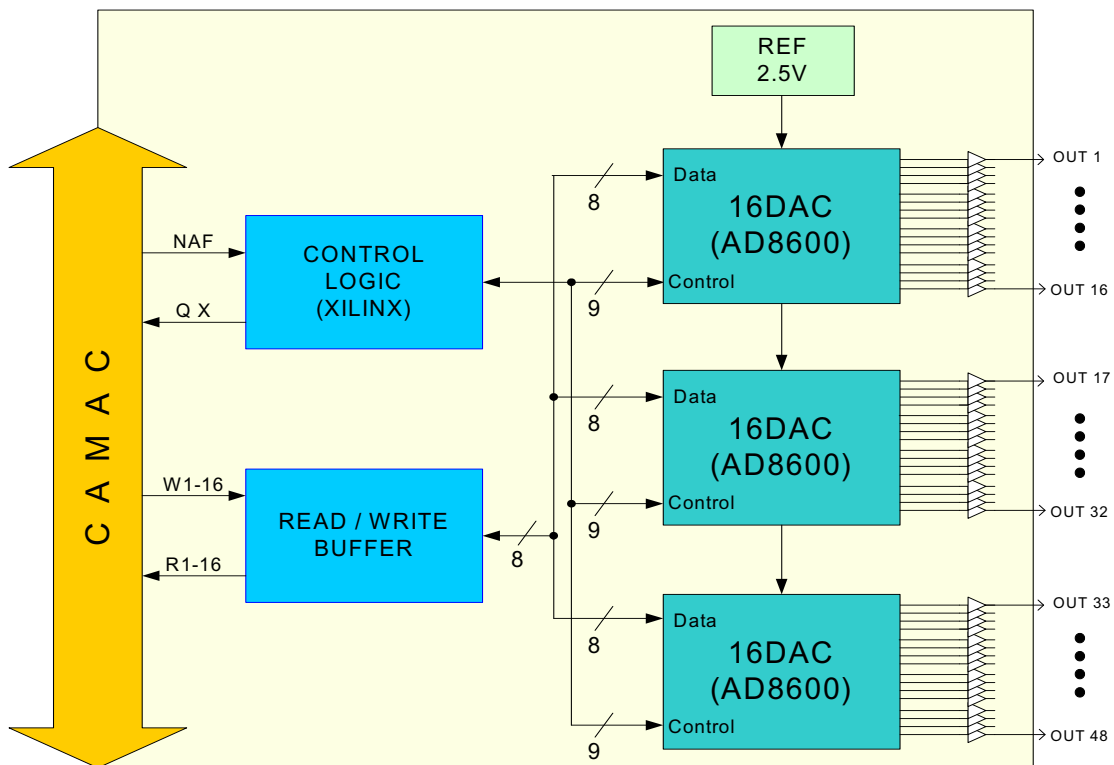 REF
2.5V
CAMAC
NAF
Q X
CONTROL
LOGIC
(XILINX)
W1-16
R1-16
READ / WRITE
BUFFER
8
8
Data
16DAC
(AD8600)
9
Control
OUT 1
OUT 16
8
Data
16DAC
(AD8600)
9
Control
OUT 17
OUT 32
8
Data
16DAC
(AD8600)
9
Control
OUT 33
OUT 48